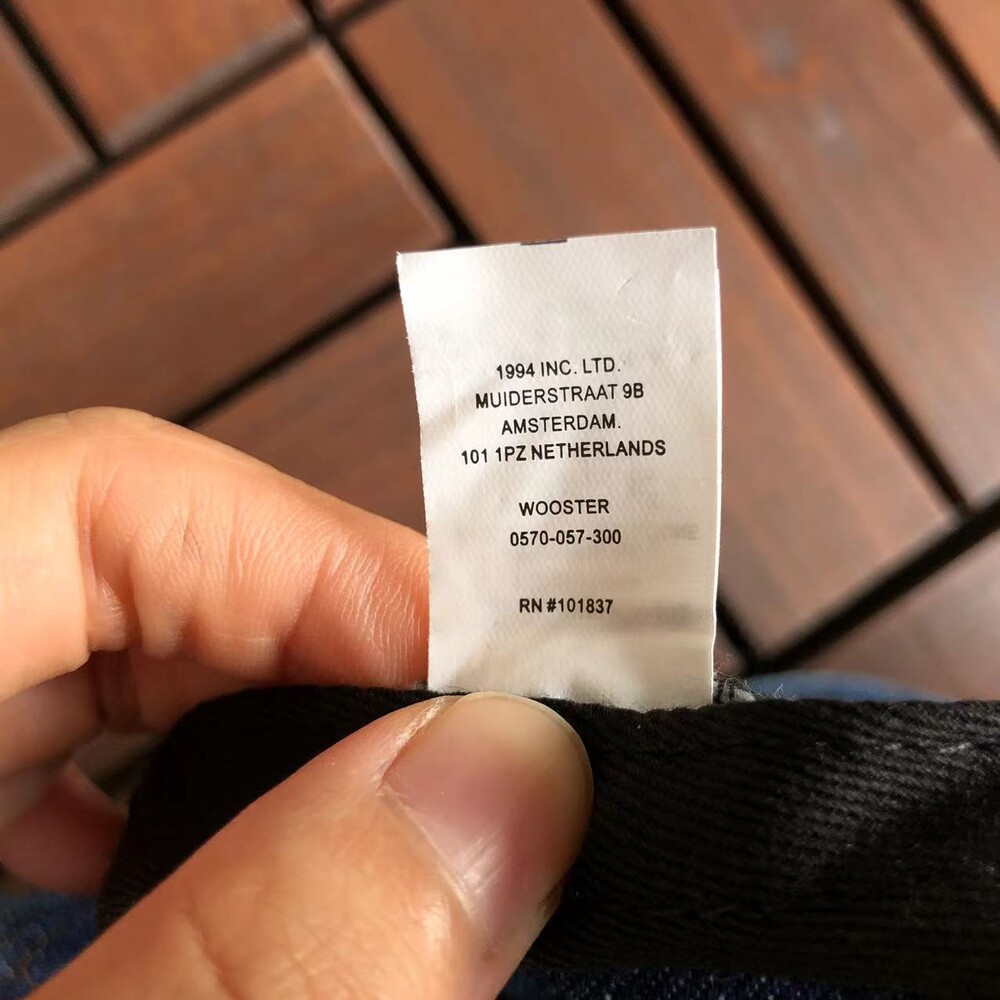 1994 INC. LTD.
MUIDERSTRAAT 9B
AMSTERDAM.
101 1PZ NETHERLANDS
WOOSTER
0570-057-300
RN #101837